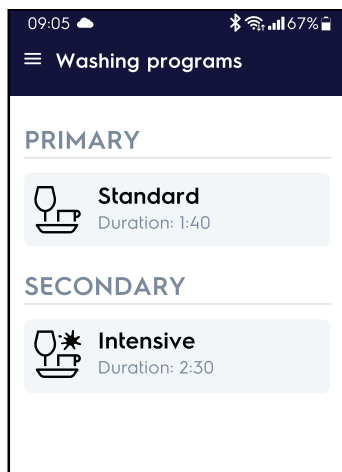 09:05 67%
Washing programs
PRIMARY
Standard
Duration: 1:40
SECONDARY
Intensive
Duration: 2:30